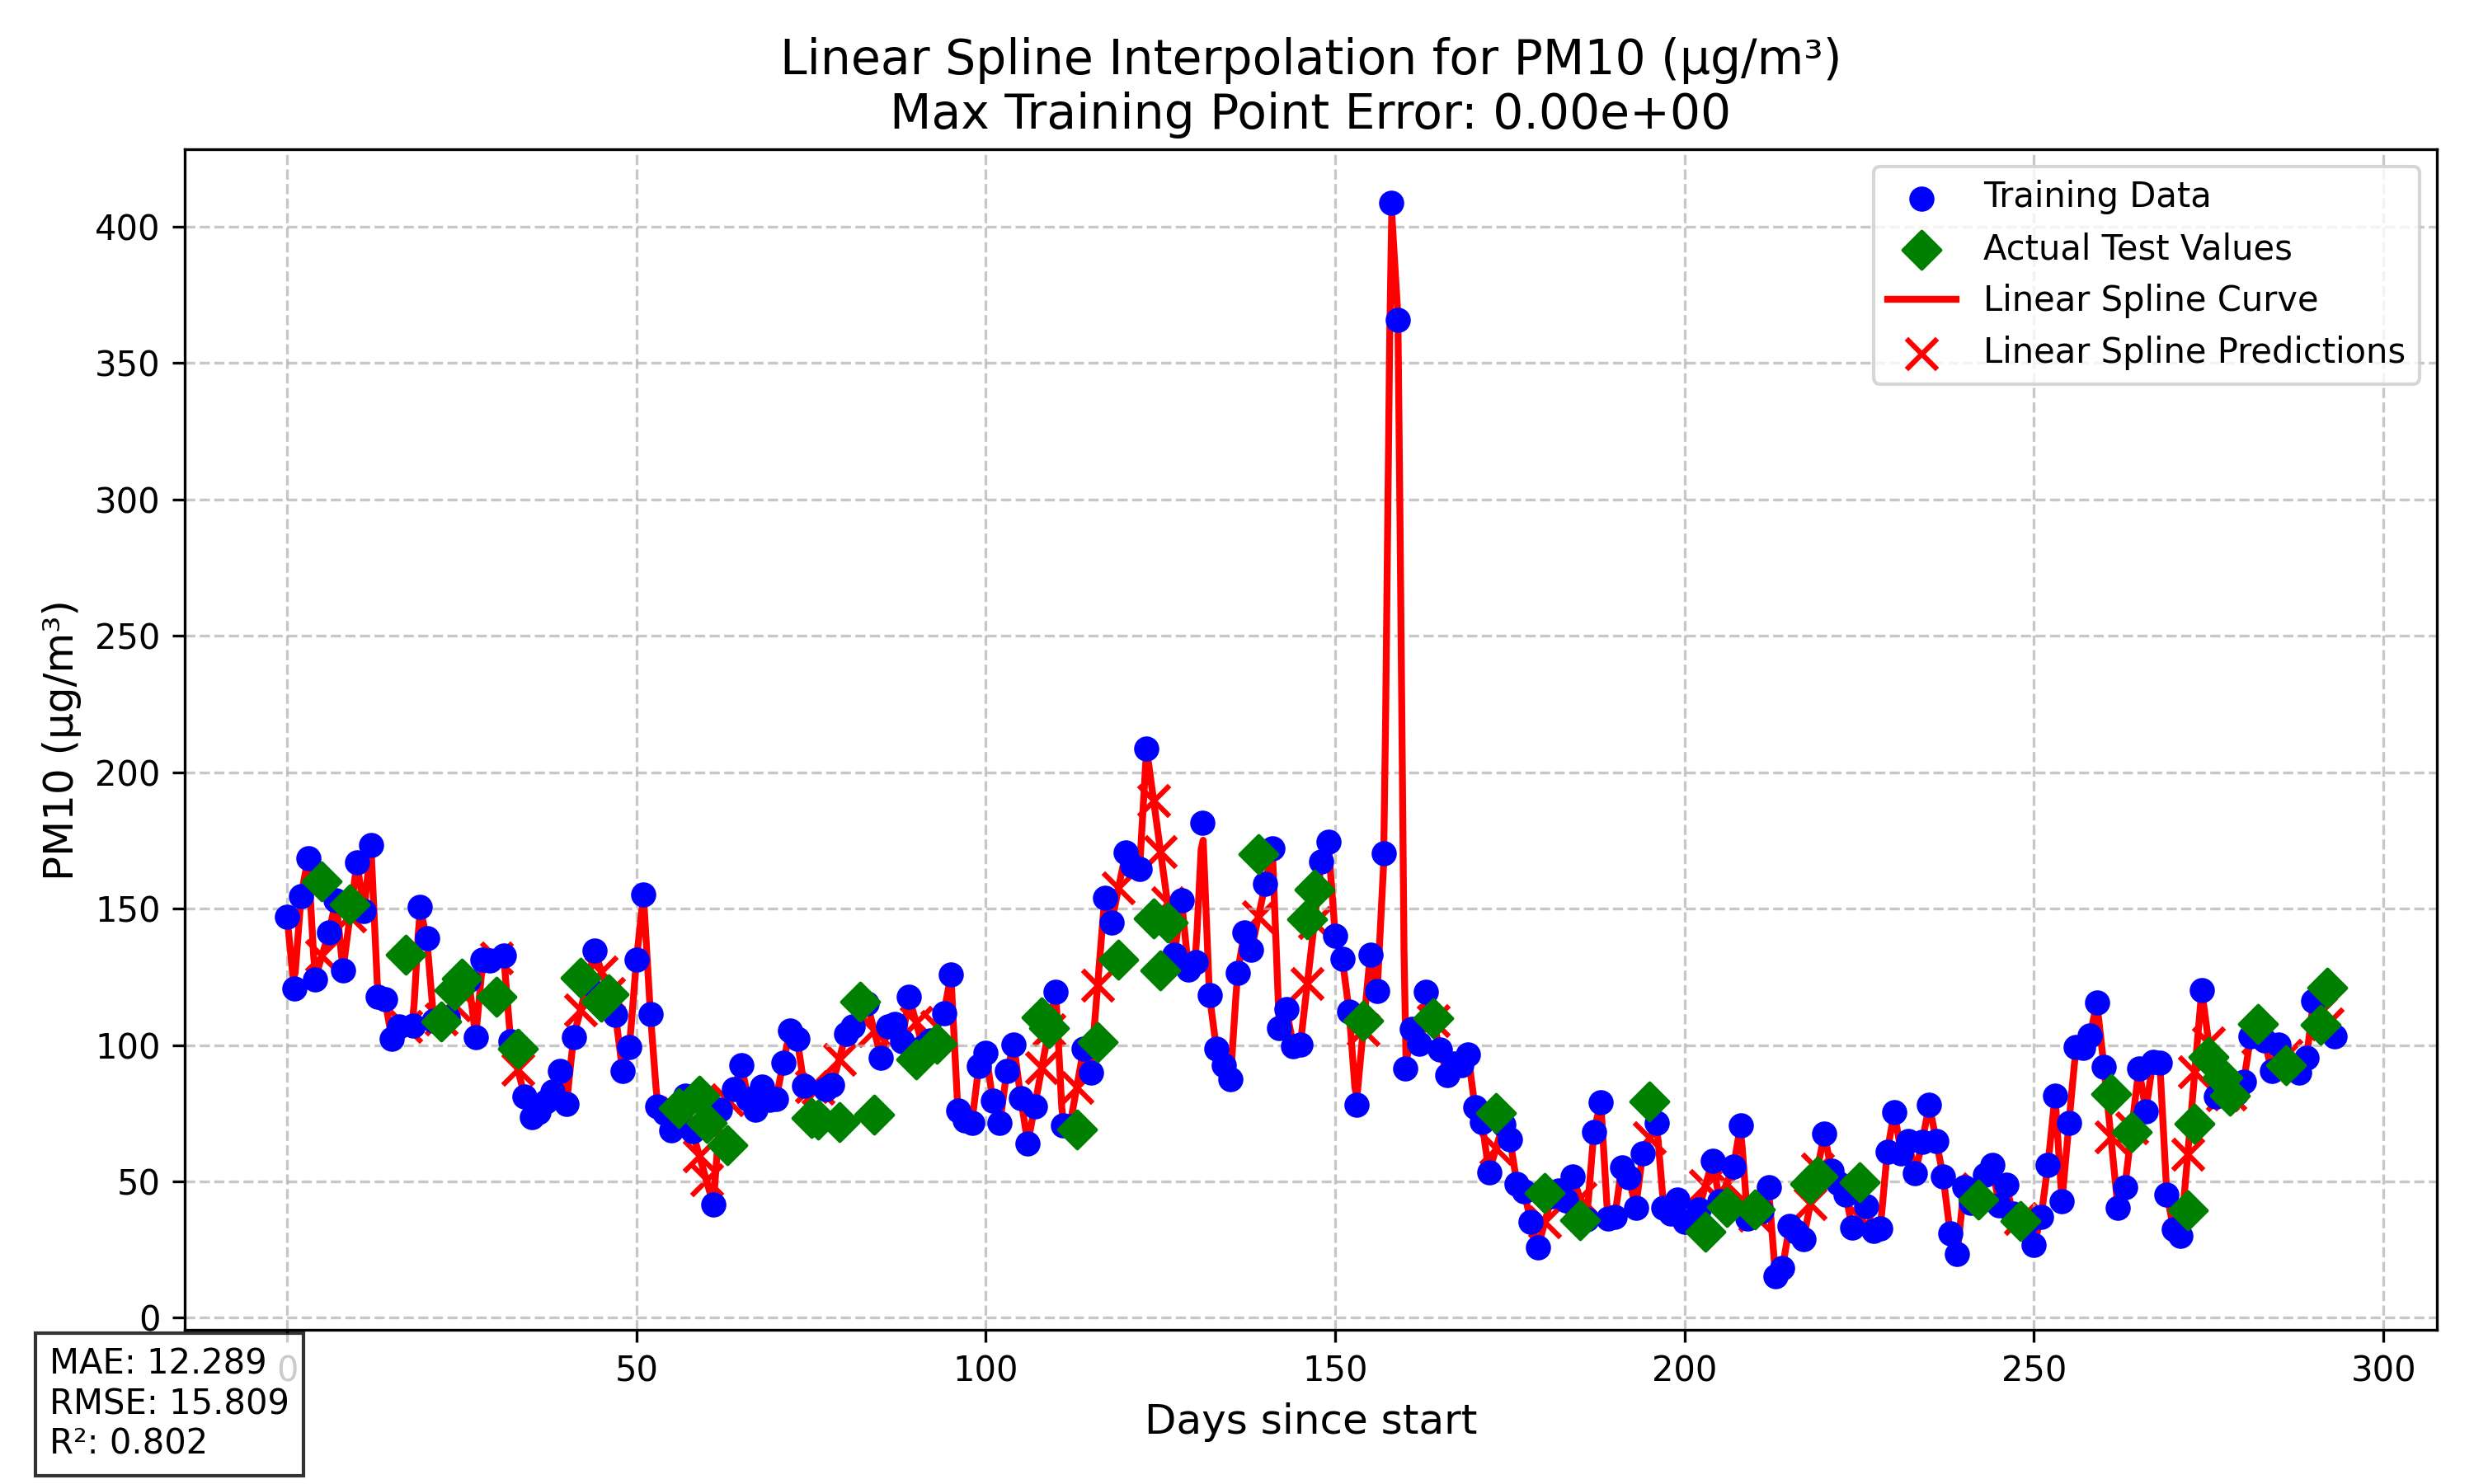 Linear Spline Interpolation for PM10 (µg/m³)
Max Training Point Error: 0.00e+00
Training Data
Actual Test Values
Linear Spline Curve
Linear Spline Predictions
400
350
300
250
200
150
100
50
0
PM10 (µg/m³)
0
50
100
150
200
250
300
Days since start
MAE: 12.289
RMSE: 15.809
R²: 0.802